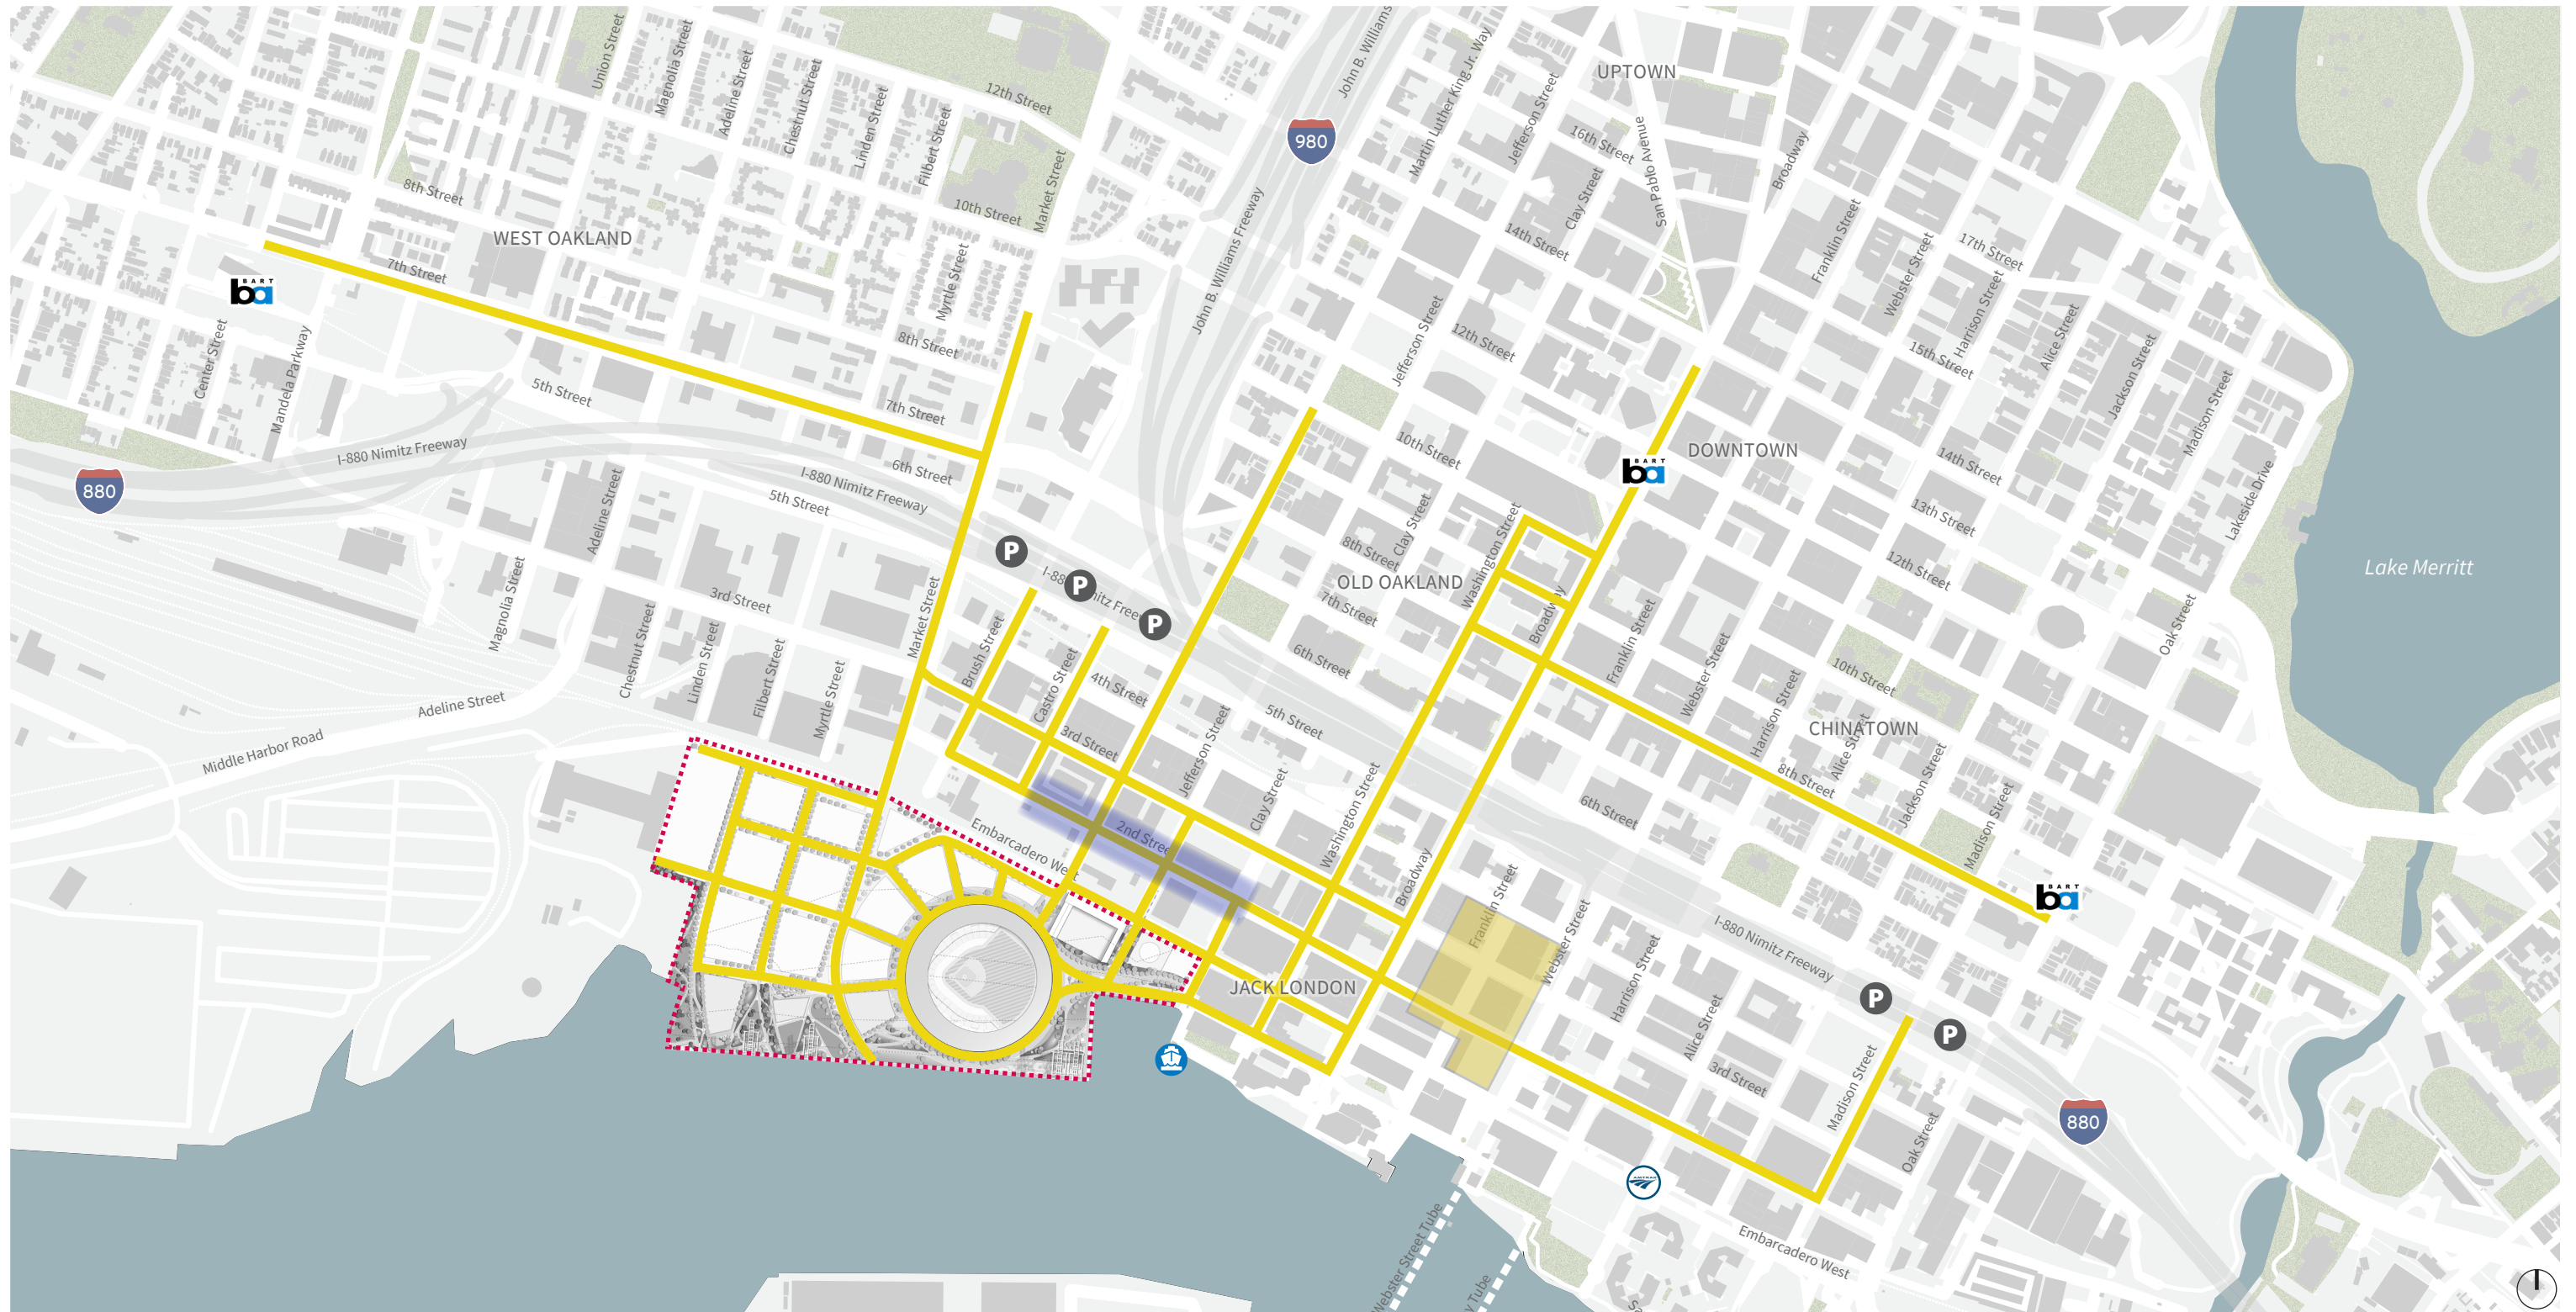 Union Street
Magnolia Street
Adeline Street
Chestnut Street
Linden Street
Filbert Street
12th Street
10th Street
Market Street
John B. Williams
980
Martin Luther King Jr. Way
Jefferson Street
UPTOWN
16th Street
San Pablo Avenue
Clay Street
14th Street
Broadway
Franklin Street
Webster Street
17th Street
Harrison Street
15th Street
Alice Street
Jackson Street
Madison Street
8th Street
WEST OAKLAND
7th Street
BART
ba
Center Street
Mandela Parkway
Myrtle Street
8th Street
John B. Williams Freeway
5th Street
7th Street
6th Street
I-880 Nimitz Freeway
880
I-880 Nimitz Freeway
5th Street
Jefferson Street
12th Street
10th Street
DOWNTOWN
BART
ba
14th Street
13th Street
12th Street
Lakeside Drive
Lake Merritt
Adeline Street
Magnolia Street
3rd Street
Chestnut Street
Linden Street
Filbert Street
Myrtle Street
Market Street
P
P
P
Brush Street
Castro Street
4th Street
3rd Street
Clay Street
8th Street
Washington Street
OLD OAKLAND
7th Street
6th Street
5th Street
Broadway
Franklin Street
Webster Street
Harrison Street
10th Street
CHINATOWN
Alice Street
8th Street
Jackson Street
Madison Street
Oak Street
BART
ba
Adeline Street
Middle Harbor Road
Jefferson Street
Clay Street
Washington Street
Broadway
2nd Street
Embarcadero West
6th Street
Franklin Street
Webster Street
Harrison Street
Alice Street
I-880 Nimitz Freeway
JACK LONDON
P
P
3rd Street
Madison Street
Oak Street
880
Embarcadero West
Webster Street Tube
Tube